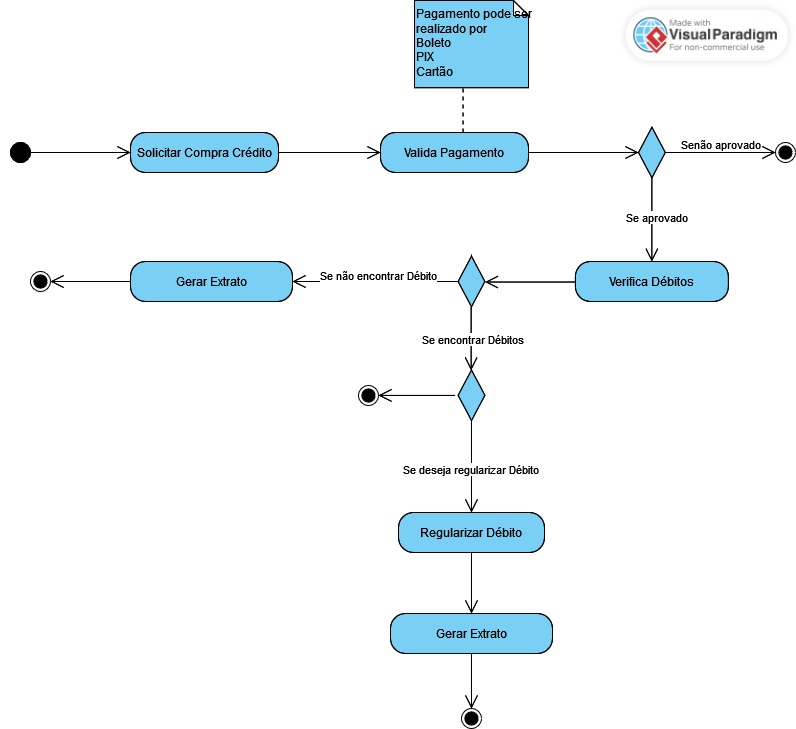 Pagamento pode ser
realizado por
Boleto
PIX
Cartão
Made with
VisualParadigm
For non-commercial use
Solicitar Compra Crédito
Valida Pagamento
Senão aprovado
Se aprovado
Gerar Extrato
Se não encontrar Débito
Verifica Débitos
Se encontrar Débitos
Se deseja regularizar Débito
Regularizar Débito
Gerar Extrato